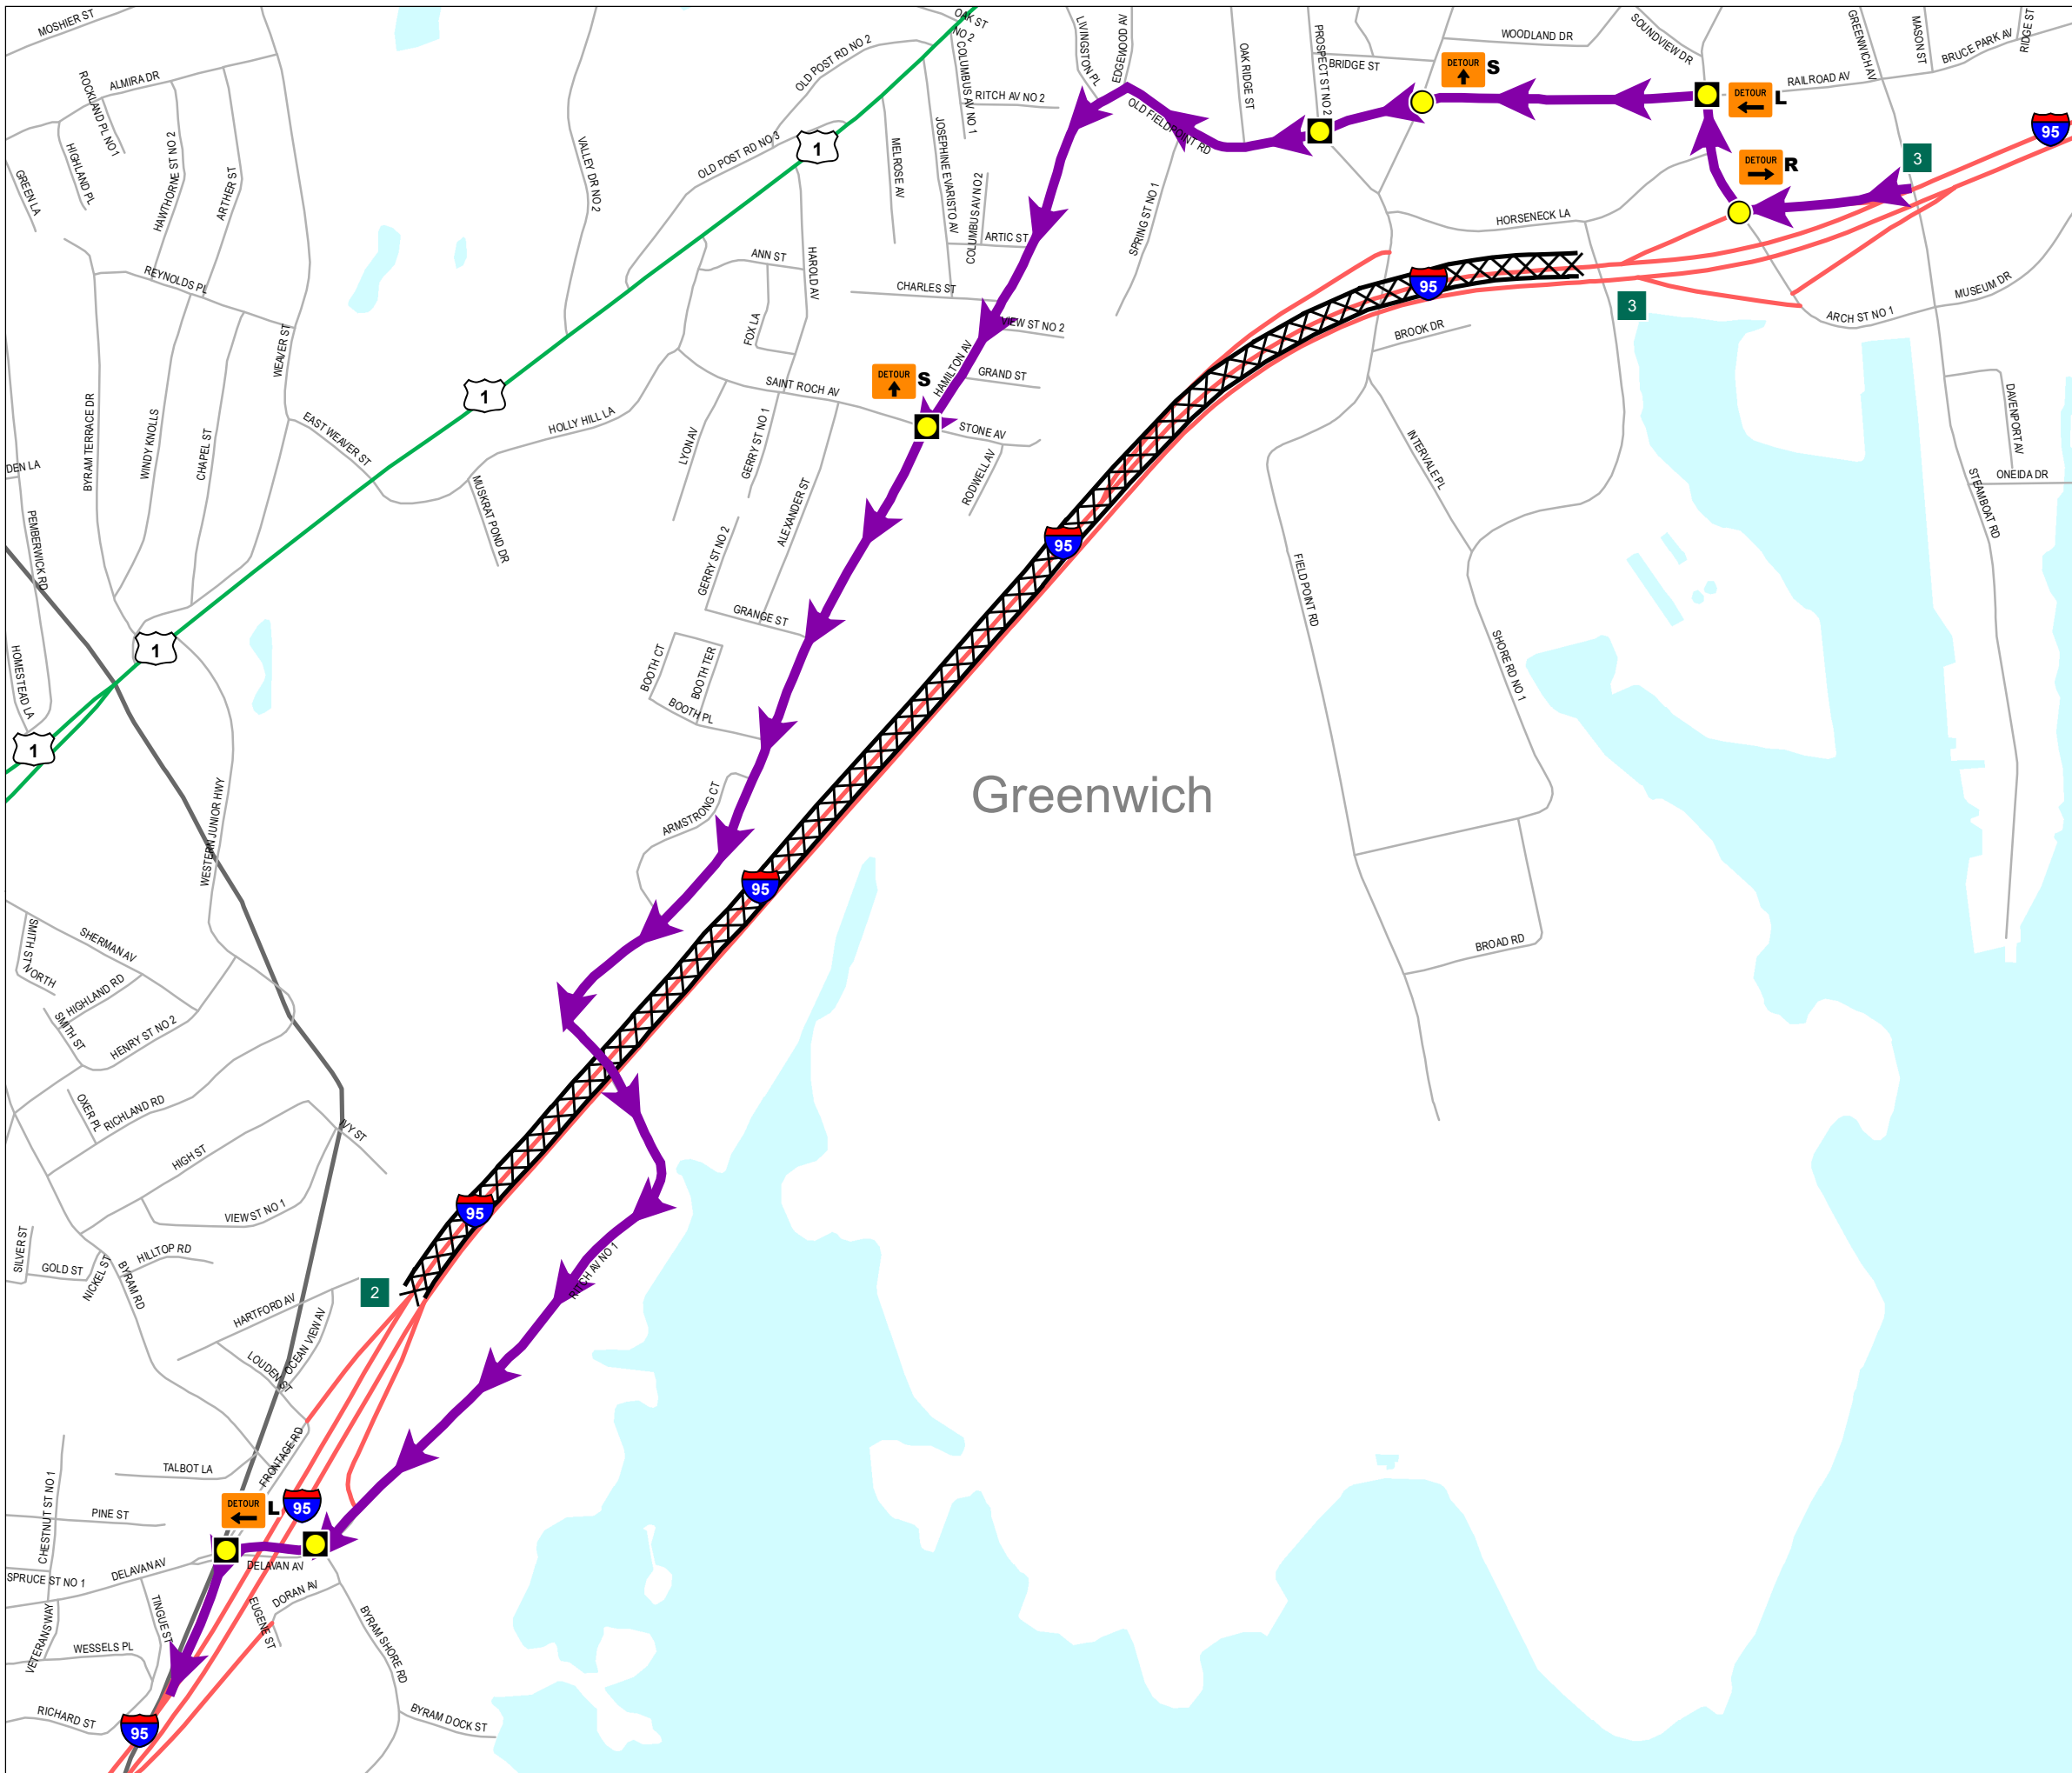 MOSHIER ST
OAK ST
NO 2
LIVINGSTON PL
EDGEWOOD AV
PROSPECT ST NO 2
WOODLAND DR
SOUNDVIEW DR
GREENWICH AV
MASON ST
BRUCE PARK AV
RIDGE ST
ROCKLAND PL NO1
ALMIRA DR
OLD POST RD NO 2
COLUMBUS AV NO 1
OAK RIDGE ST
BRIDGE ST
DETOUR
S
RAILROAD AV
DETOUR
L
RITCH AV NO 2
OLD FIELDPOINT RD
HIGHLAND PL
HAWTHORNE ST ON 2
ARTHER ST
VALLEY DR NO 2
OLD POST RD NO 3
1
MELROSE AV
JOSEPHINE EVARISTO AV
COLUMBUS AV NO 2
95
3
DETOUR
R
GREEN LA
SPRING ST NO 1
HORSENECK LA
ARTIC ST
ANN ST
HAROLD AV
REYNOLDS PL
CHARLES ST
95
3
MUSEUM DR
ARCH ST NO 1
FOX LA
VIEW ST NO 2
BROOK DR
WEAVER ST
HAMILTON AV
DETOUR
S
GRAND ST
SAINT ROCH AV
1
BYRAM TERRACE DR
WINDY KNOLLS
CHAPEL ST
EAST WEAVER ST
HOLLY HILL LA
LYON AV
GERRY ST NO 1
STONE AV
DAVENPORT AV
DEN LA
MUSKRAT POND DR
RODWELL AV
INTERVALE PL
ONEIDA DR
STEAMBOAT RD
PEMBERWICK RD
ALEXANDER ST
GERRY ST NO 2
95
FIELD POINT RD
GRANGE ST
1
HOMESTEAD LA
BOOTH CT
BOOTH TER
BOOTH PL
SHORE RD NO 1
1
WESTERN JUNIOR HWY
ARMSTRONG CT
Greenwich
95
SMITH ST
NORTH
SHERMAN AV
HIGHLAND RD
SMITH ST
HENRY ST NO 2
BROAD RD
OXER PL
RICHLAND RD
IVY ST
HIGH ST
VIEW ST NO 1
95
SILVER ST
GOLD ST
NICKEL ST
HILLTOP RD
BYRAM RD
RITCH AV NO 1
2
HARTFORD AV
OCEAN VIEW AV
LOUDEN ST
FRONTAGE RD
TALBOT LA
CHESTNUT ST NO 1
PINE ST
DETOUR
L
95
SPRUCE ST NO 1
DELAVAN AV
DELAVAN AV
DORAN AV
EUGENE ST
TINGUE ST
VETERANS WAY
WESSELS PL
BYRAM SHORE RD
RICHARD ST
95
BYRAM DOCK ST